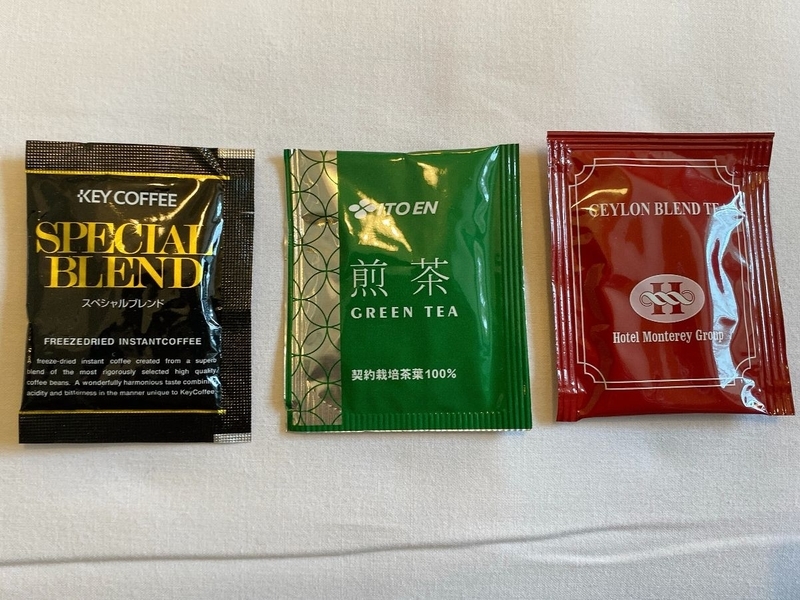 KEY COFFEE
SPECIAL
BLEND
スペシャルブレンド
FREEZEDRIED INSTANTCOFFEE
freeze-dried instant coffee created from a superb
blend of the most rigorously selected high quality
coffee beans. A wonderfully harmonious taste combin
acidity and bitterness in the manner unique to KeyCoffee
ITO EN
煎茶
GREEN TEA
契約栽培茶葉100%
CEYLON BLEND TEA
H
Hotel Monterey Group